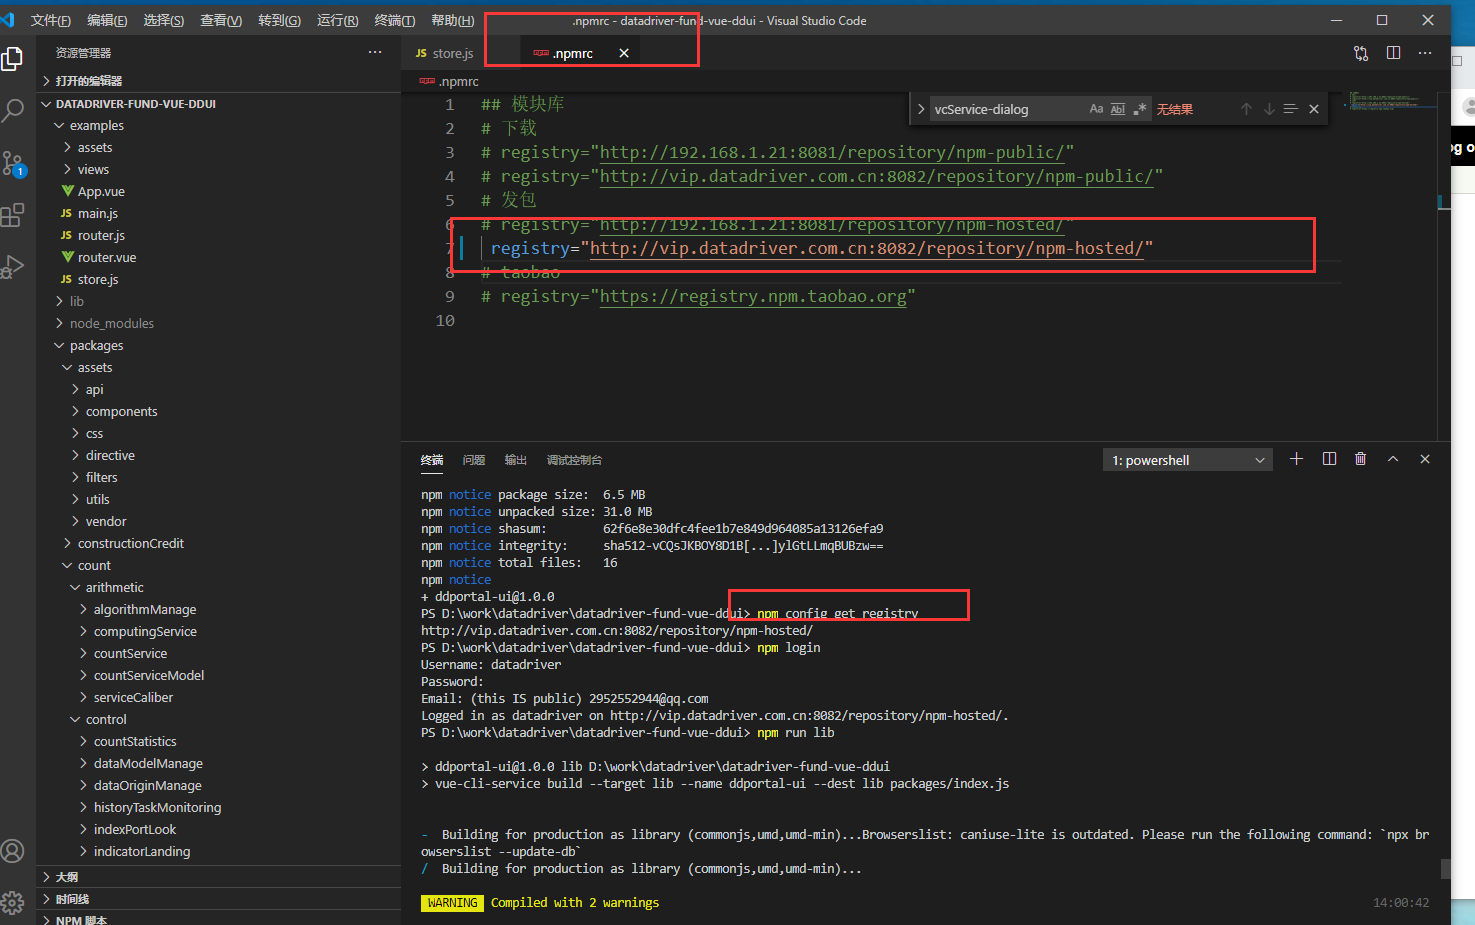 文件(F) 编辑(E) 选择(S) 查看(V) 转到(G) 运行(R) 终端(T) 帮助(H) .npmrc - datadriver-fund-vue-ddui - Visual Studio Code
资源管理器
打开的编辑器
DATADRIVER-FUND-VUE-DDUI
examples
assets
views
App.vue
JS main.js
JS router.js
router.vue
JS store.js
lib
node_modules
packages
assets
api
components
css
directive
filters
utils
vendor
constructionCredit
count
arithmetic
algorithmManage
computingService
countService
countServiceModel
serviceCaliber
control
countStatistics
dataModelManage
dataOriginManage
historyTaskMonitoring
indexPortLook
indicatorLanding
大纲
时间线
NPM 脚本
1
JS store.js
.npmrc
.npmrc
vcService-dialog Aa Abl .* 无结果
1 ## 模块库
2 # 下载
3 # registry="http://192.168.1.21:8081/repository/npm-public/"
4 # registry="http://vip.datadriver.com.cn:8082/repository/npm-public/"
5 # 发包
6 # registry="http://192.168.1.21:8081/repository/npm-hosted/"
7 registry="http://vip.datadriver.com.cn:8082/repository/npm-hosted/"
8 # taobao
9 # registry="https://registry.npm.taobao.org"
10
终端 问题 输出 调试控制台 1: powershell
npm notice package size: 6.5 MB
npm notice unpacked size: 31.0 MB
npm notice shasum: 62f6e8e30dfc4fee1b7e849d964085a13126efa9
npm notice integrity: sha512-vCQsJKBOY8D1B[...]ylGtLLmqBUBzw==
npm notice total files: 16
npm notice
+ ddportal-ui@1.0.0
PS D:\work\datadriver\datadriver-fund-vue-ddui> npm config get registry
http://vip.datadriver.com.cn:8082/repository/npm-hosted/
PS D:\work\datadriver\datadriver-fund-vue-ddui> npm login
Username: datadriver
Password:
Email: (this IS public) 2952552944@qq.com
Logged in as datadriver on http://vip.datadriver.com.cn:8082/repository/npm-hosted/.
PS D:\work\datadriver\datadriver-fund-vue-ddui> npm run lib
> ddportal-ui@1.0.0 lib D:\work\datadriver\datadriver-fund-vue-ddui
> vue-cli-service build --target lib --name ddportal-ui --dest lib packages/index.js
- Building for production as library (commonjs,umd,umd-min)...Browserslist: caniuse-lite is outdated. Please run the following command: `npx br
owserslist --update-db`
/ Building for production as library (commonjs,umd,umd-min)...
WARNING Compiled with 2 warnings 14:00:42